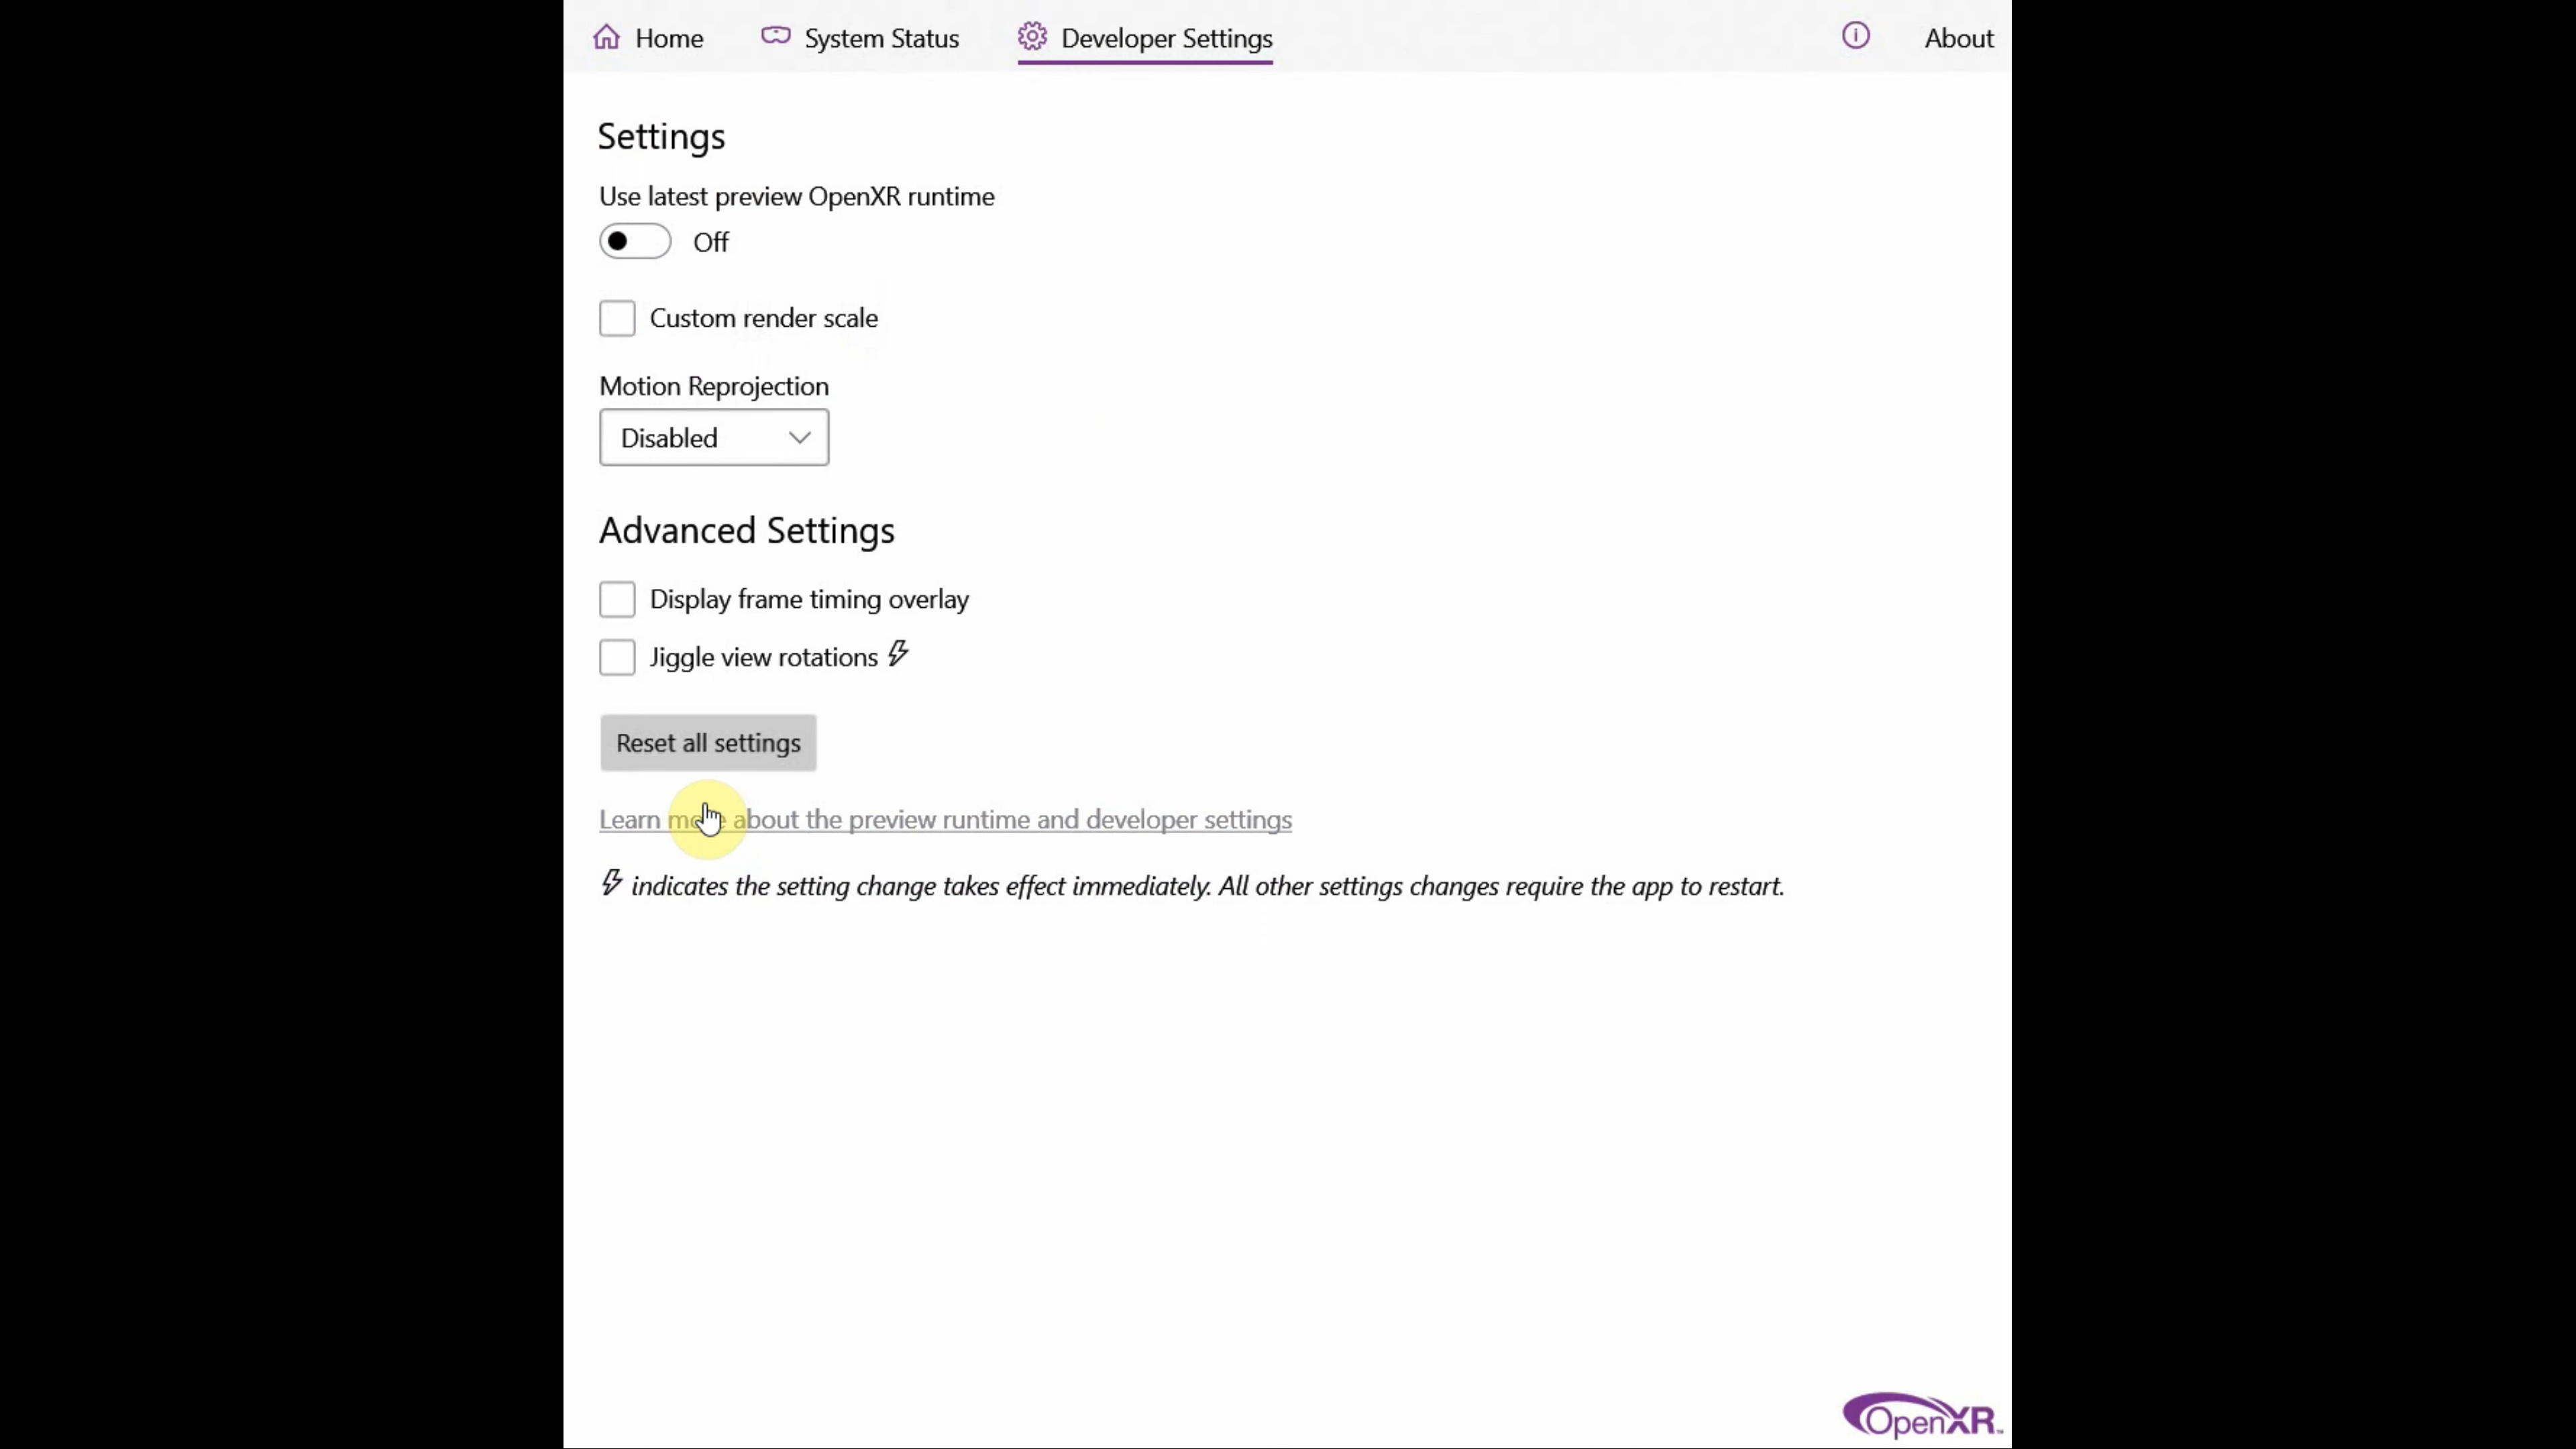 Home System Status Developer Settings About
Settings
Use latest preview OpenXR runtime
Off
Custom render scale
Motion Reprojection
Disabled
Advanced Settings
Display frame timing overlay
Jiggle view rotations
Reset all settings
Learn more about the preview runtime and developer settings
indicates the setting change takes effect immediately. All other settings changes require the app to restart.
OpenXR™